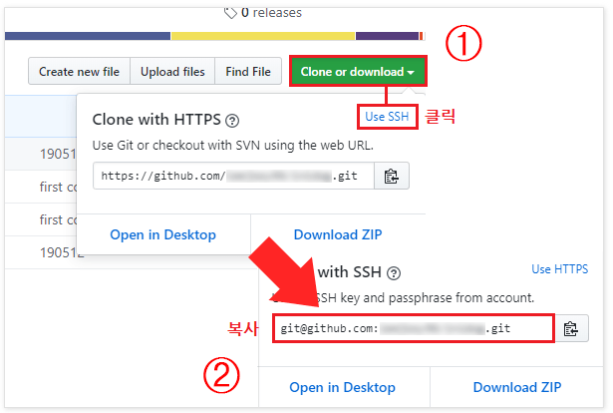 0 releases
①
Create new file Upload files Find File Clone or download
Clone with HTTPS
Use SSH 클릭
Use Git or checkout with SVN using the web URL.
19051
https://github.com/ .git
first co
first co
Open in Desktop Download ZIP
190512
with SSH Use HTTPS
SSH key and passphrase from account.
복사 git@github.com: .git
②
Open in Desktop Download ZIP